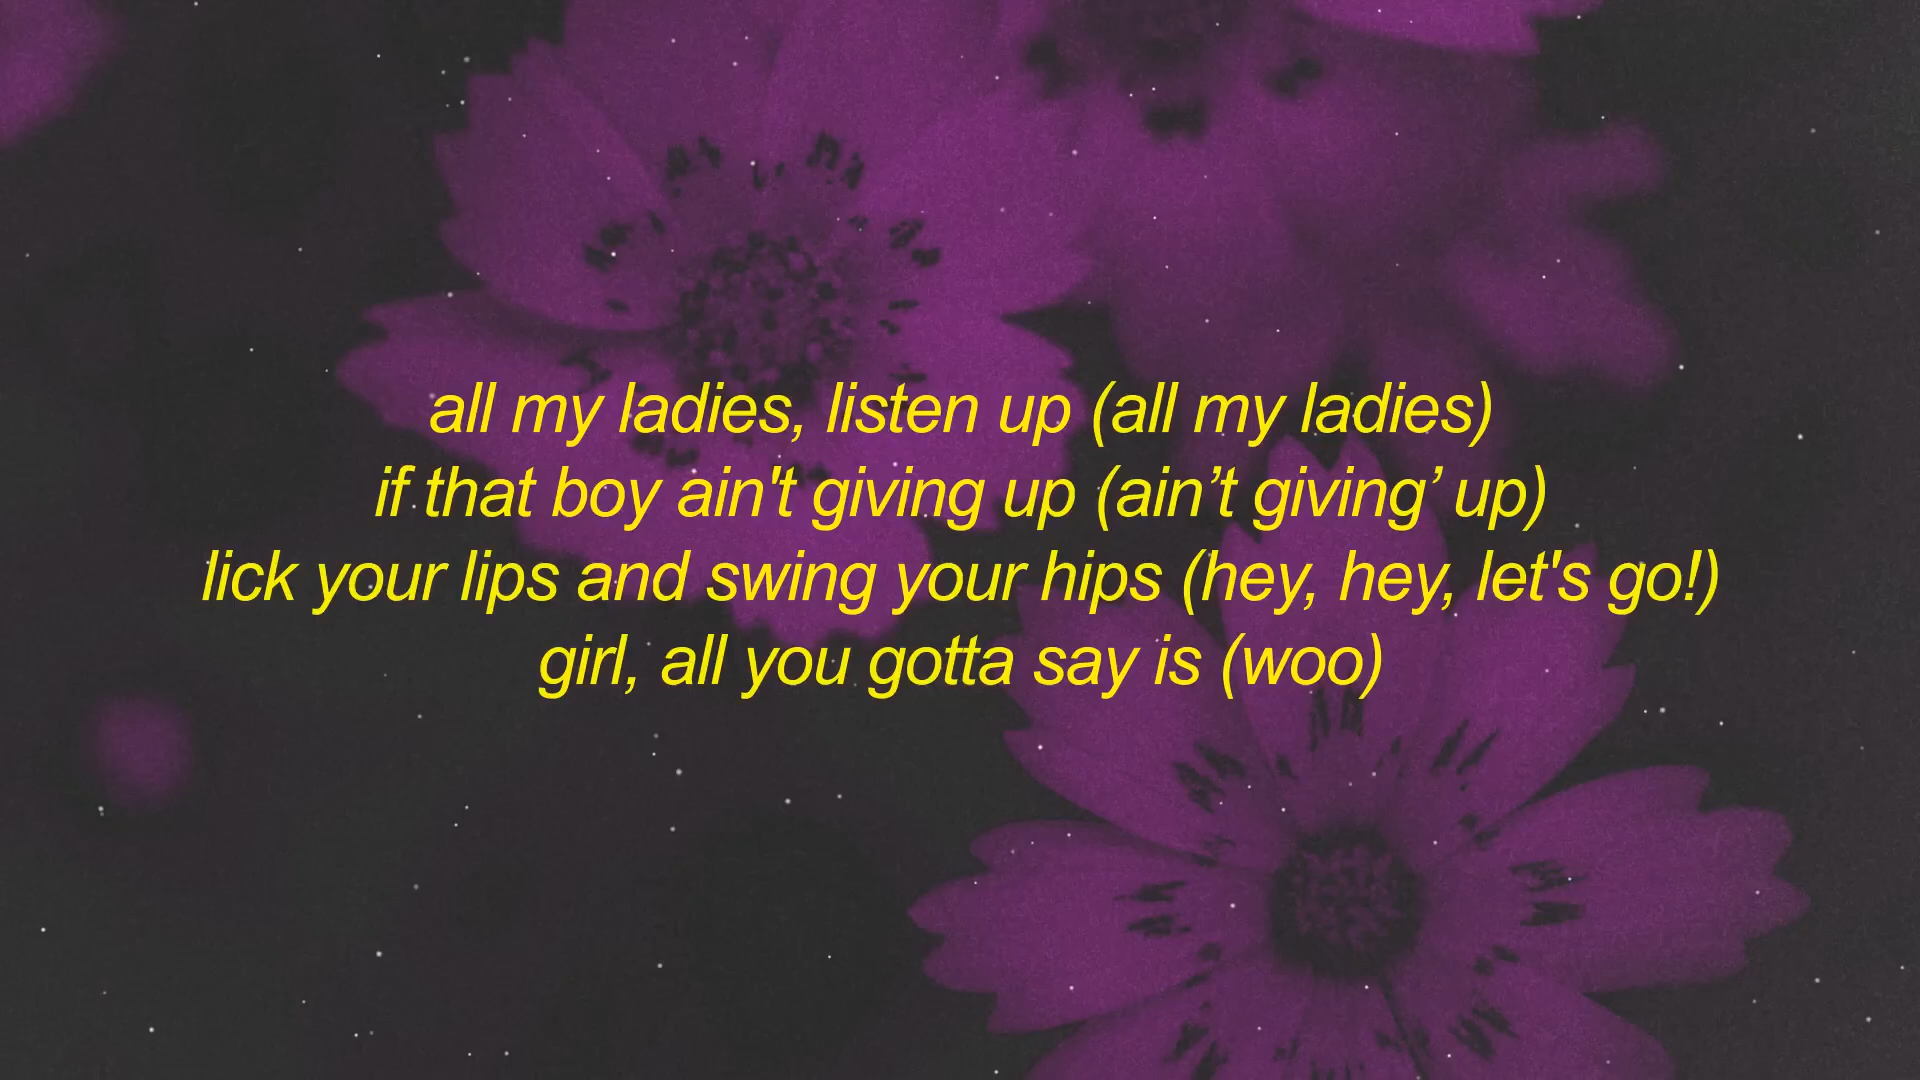 all my ladies, listen up (all my ladies)
if that boy ain't giving up (ain’t giving’ up)
lick your lips and swing your hips (hey, hey, let's go!)
girl, all you gotta say is (woo)